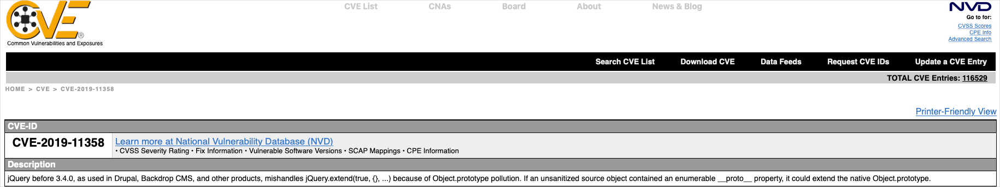 CVE List CNAs Board About News & Blog
CVE®
Common Vulnerabilities and Exposures
NVD
Go to for:
CVSS Scores
CPE Info
Advanced Search
Search CVE List Download CVE Data Feeds Request CVE IDs Update a CVE Entry
TOTAL CVE Entries: 116529
HOME > CVE > CVE-2019-11358
Printer-Friendly View
CVE-ID
CVE-2019-11358 Learn more at National Vulnerability Database (NVD)
• CVSS Severity Rating • Fix Information • Vulnerable Software Versions • SCAP Mappings • CPE Information
Description
jQuery before 3.4.0, as used in Drupal, Backdrop CMS, and other products, mishandles jQuery.extend(true, {}, ...) because of Object.prototype pollution. If an unsanitized source object contained an enumerable __proto__ property, it could extend the native Object.prototype.